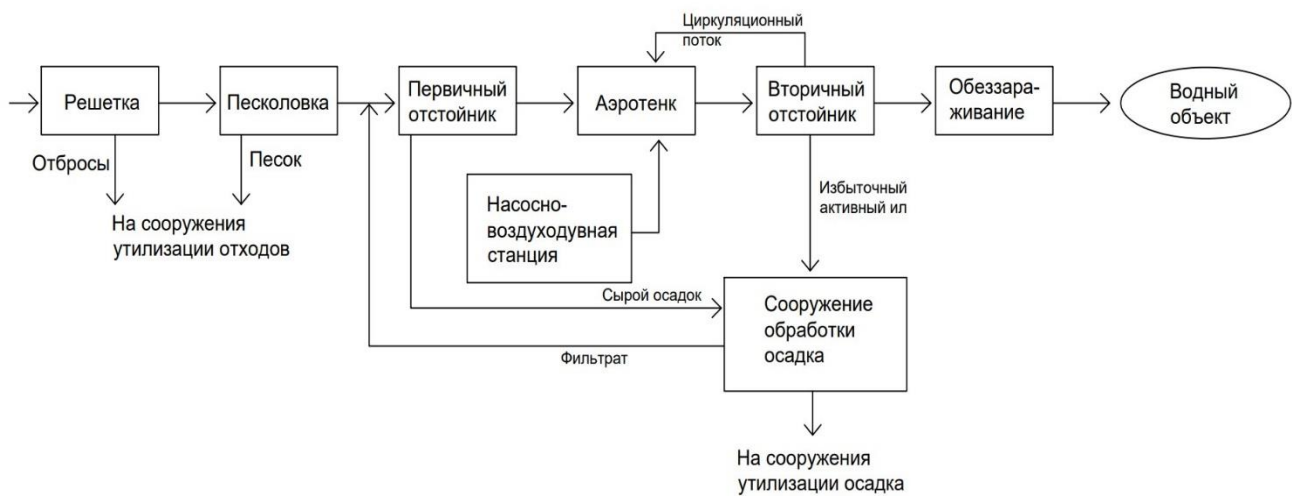 Циркуляционный
поток
Решетка
Песколовка
Первичный
отстойник
Аэротенк
Вторичный
отстойник
Обеззара-
живание
Водный
объект
Отбросы
Песок
На сооружения
утилизации отходов
Насосно-
воздуходувная
станция
Избыточный
активный ил
Сырой осадок
Сооружение
обработки
осадка
Фильтрат
На сооружения
утилизации осадка